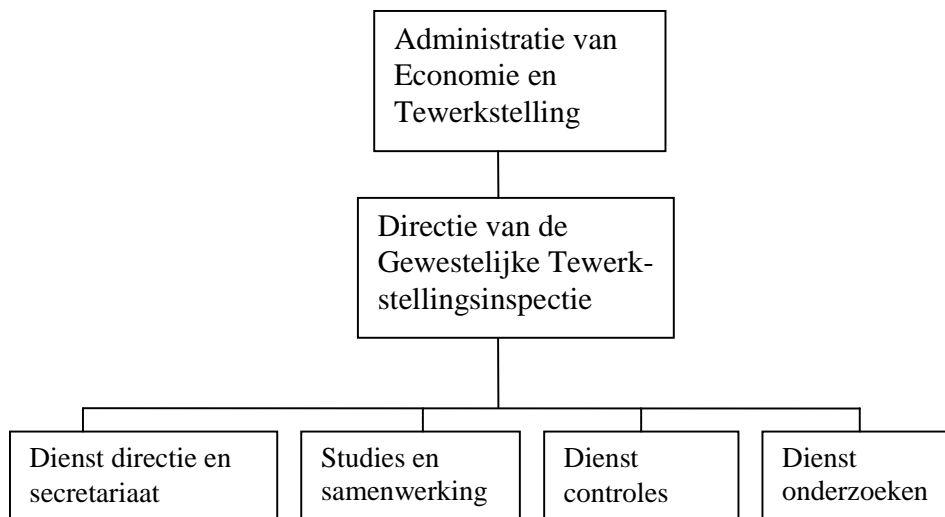 Administratie van
Economie en
Tewerkstelling
Directie van de
Gewestelijke Tewerk-
stellingsinspectie
Dienst directie en
secretariaat
Studies en
samenwerking
Dienst
controles
Dienst
onderzoeken